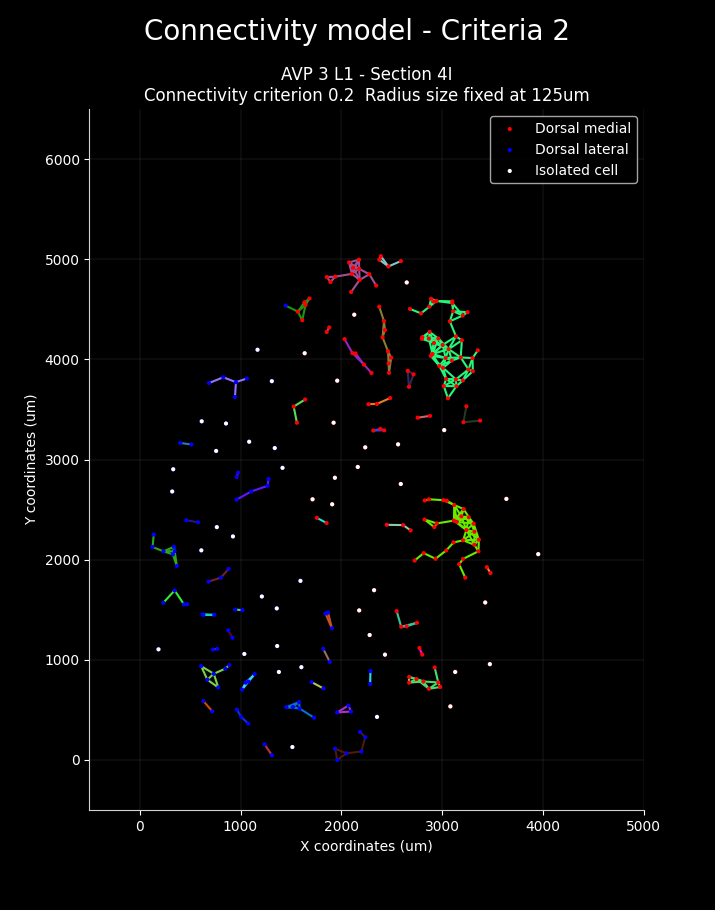 Connectivity model - Criteria 2
AVP 3 L1 - Section 4I
Connectivity criterion 0.2  Radius size fixed at 125um
Dorsal medial
Dorsal lateral
Isolated cell
6000
5000
4000
3000
2000
1000
0
Y coordinates (um)
0
1000
2000
3000
4000
5000
X coordinates (um)